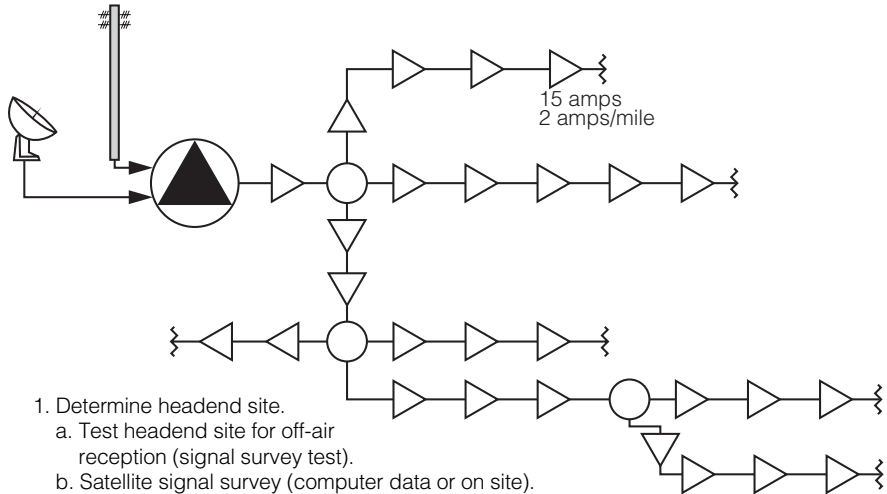 15 amps
2 amps/mile
1. Determine headend site.
a. Test headend site for off-air
reception (signal survey test).
b. Satellite signal survey (computer data or on site).